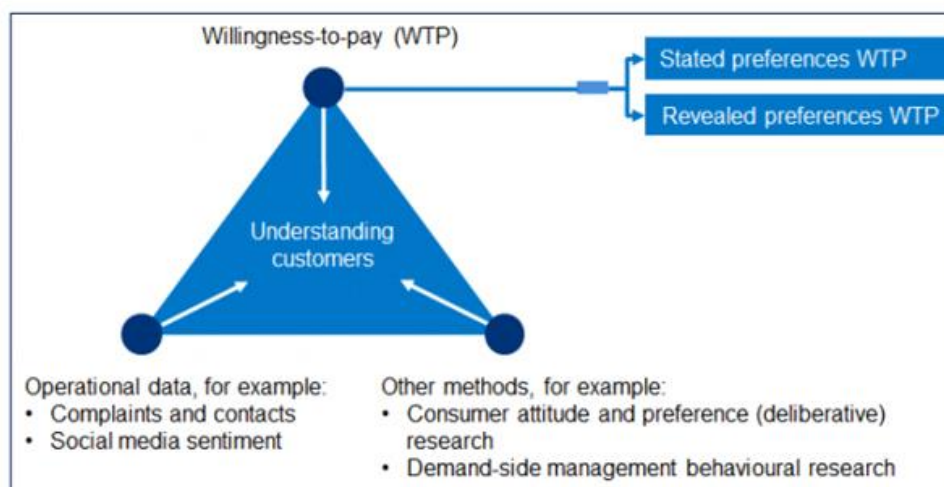 Willingness-to-pay (WTP)
Stated preferences WTP
Revealed preferences WTP
Understanding
customers
Operational data, for example:
• Complaints and contacts
• Social media sentiment
Other methods, for example:
• Consumer attitude and preference (deliberative)
research
• Demand-side management behavioural research